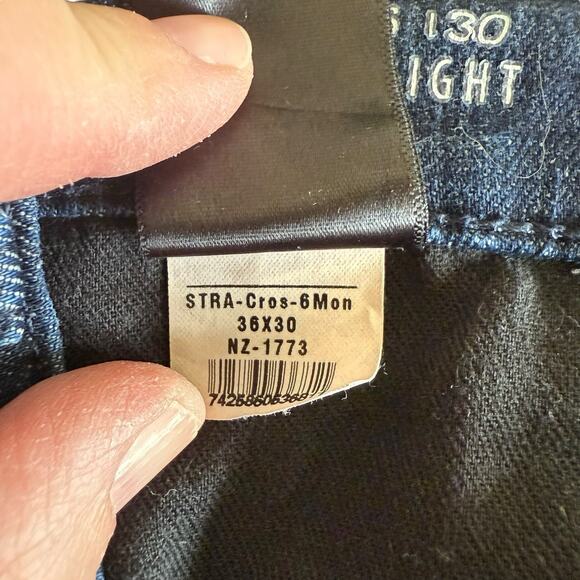 130
IGHT
STRA-Cros-6Mon
36X30
NZ-1773